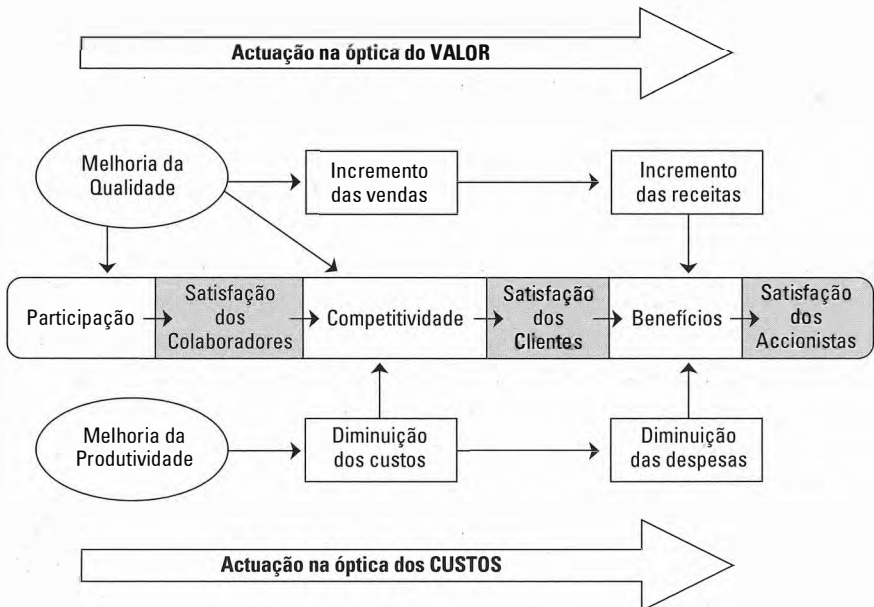 Actuação na óptica do VALOR
Melhoria da
Qualidade
Incremento
das vendas
Incremento
das receitas
Participação
Satisfação
dos
Colaboradores
Competitividade
Satisfação
dos
Clientes
Benefícios
Satisfação
dos
Accionistas
Melhoria da
Produtividade
Diminuição
dos custos
Diminuição
das despesas
Actuação na óptica dos CUSTOS